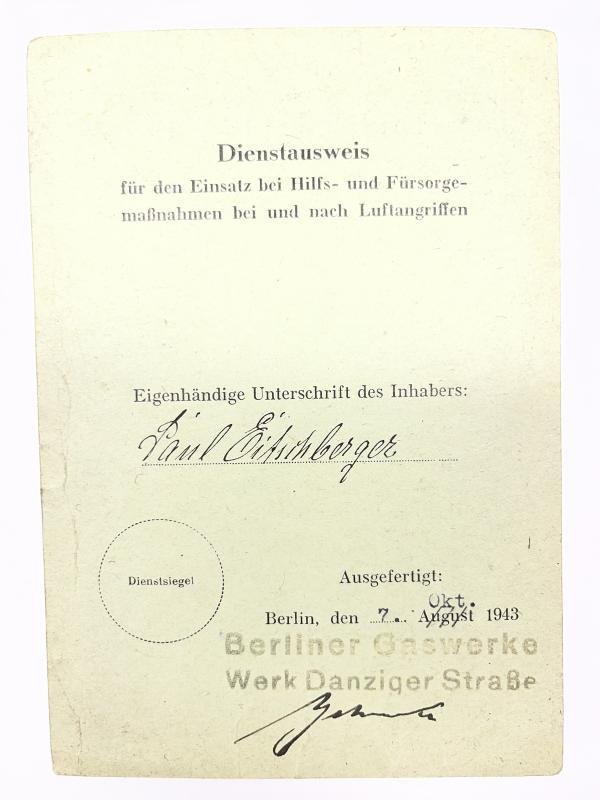 Dienstausweis
für den Einsatz bei Hilfs- und Fürsorge-
maßnahmen bei und nach Luftangriffen
Eigenhändige Unterschrift des Inhabers:
Paul Eitschberger
Dienstsiegel
Ausgefertigt:
Okt.
Berlin, den 7. August 1943
Berliner Gaswerke
Werk Danziger Straße